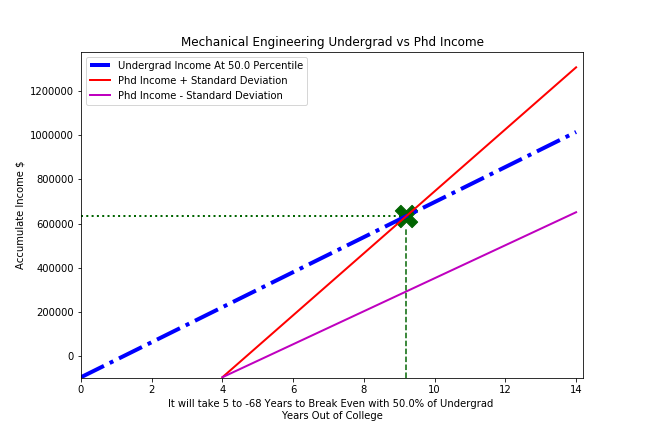 Mechanical Engineering Undergrad vs Phd Income
Undergrad Income At 50.0 Percentile
Phd Income + Standard Deviation
Phd Income - Standard Deviation
Accumulate Income $
1200000
1000000
800000
600000
400000
200000
0
0 2 4 6 8 10 12 14
It will take 5 to -68 Years to Break Even with 50.0% of Undergrad
Years Out of College